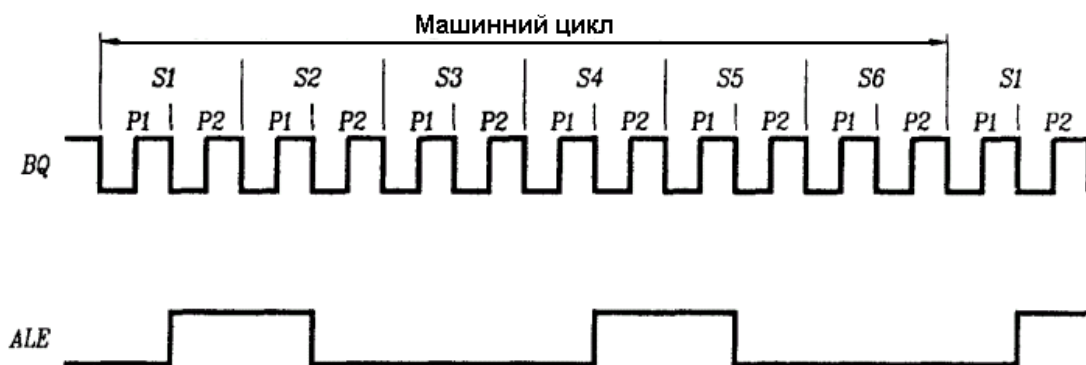 Машинний цикл
S1 S2 S3 S4 S5 S6 S1
P1 P2 P1 P2 P1 P2 P1 P2 P1 P2 P1 P2 P1 P2
BQ
ALE